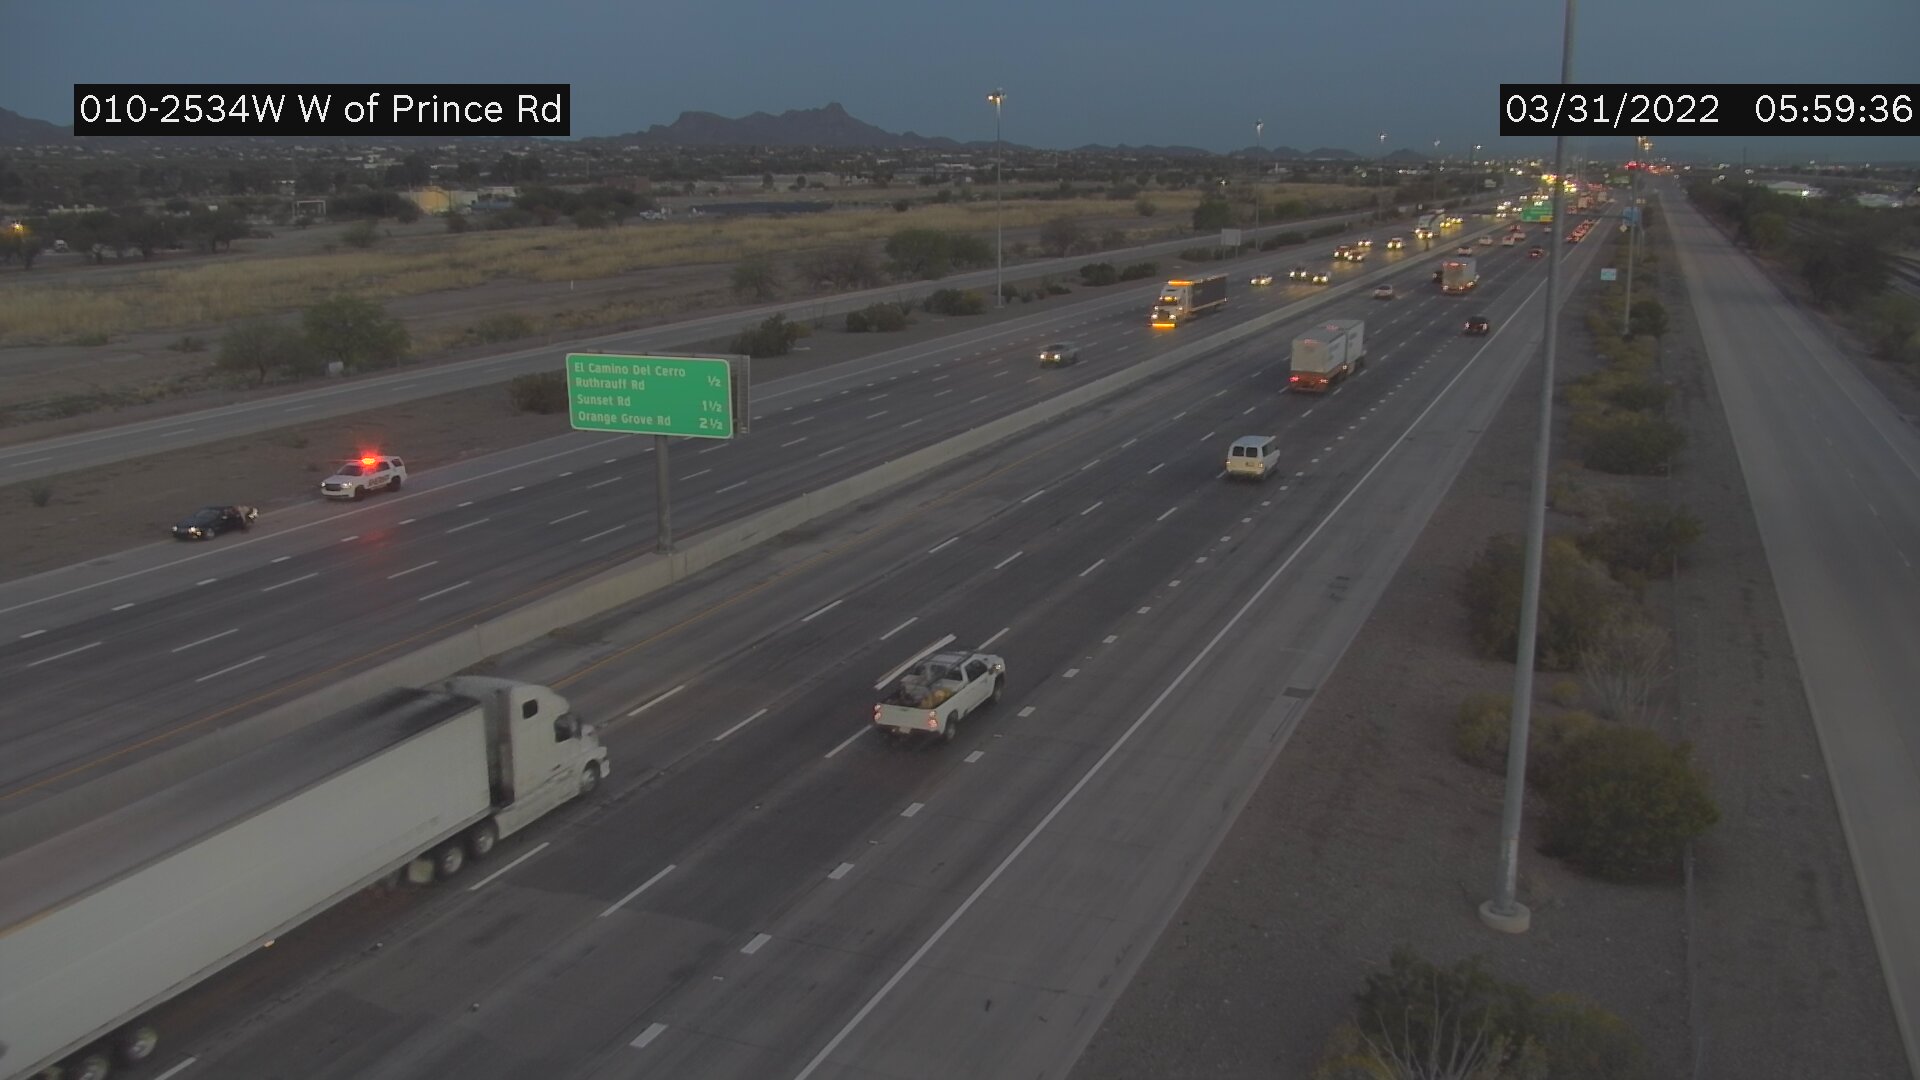 010-2534W W of Prince Rd
03/31/2022 05:59:36
El Camino Del Cerro
Ruthrauff Rd ½
Sunset Rd 1½
Orange Grove Rd 2½
SHERIFF